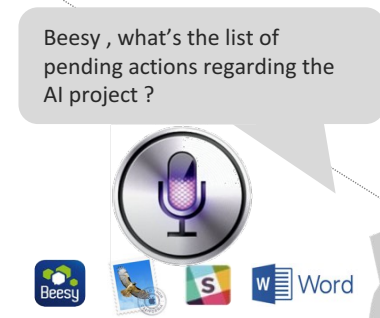 Beesy , what's the list of
pending actions regarding the
AI project ?
Beesy
S
W Word